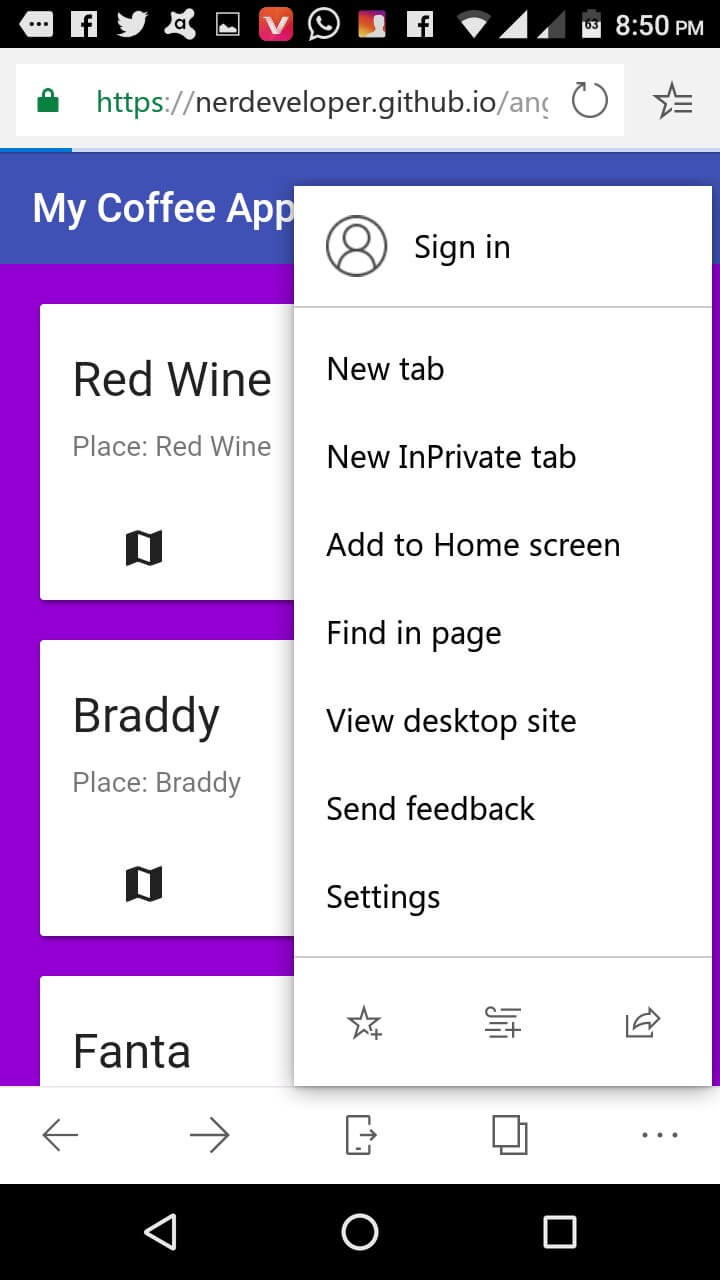 63 8:50 PM
https://nerdeveloper.github.io/ang
My Coffee App
Sign in
Red Wine
Place: Red Wine
Braddy
Place: Braddy
Fanta
New tab
New InPrivate tab
Add to Home screen
Find in page
View desktop site
Send feedback
Settings